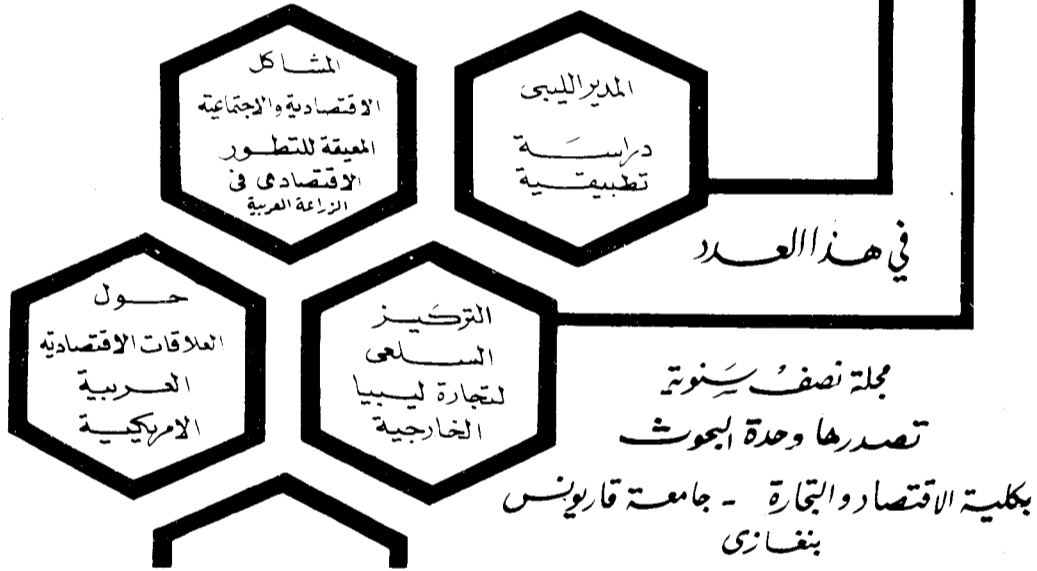 المدير الليبى
دراسة
تطبيقية
المشاكل
الاقتصادية والاجتماعية
المعيقة للتطور
الاقتصادى فى
الزراعة العربية
فى هذا العدد
التركيز
السلعى
لتجارة ليبيا
الخارجية
حول
العلاقات الاقتصادية
العربية
الامريكية
مجلة نصف سنوية
تصدرها وحدة البحوث
بكلية الاقتصاد والتجارة - جامعة قاريونس
بنغازى